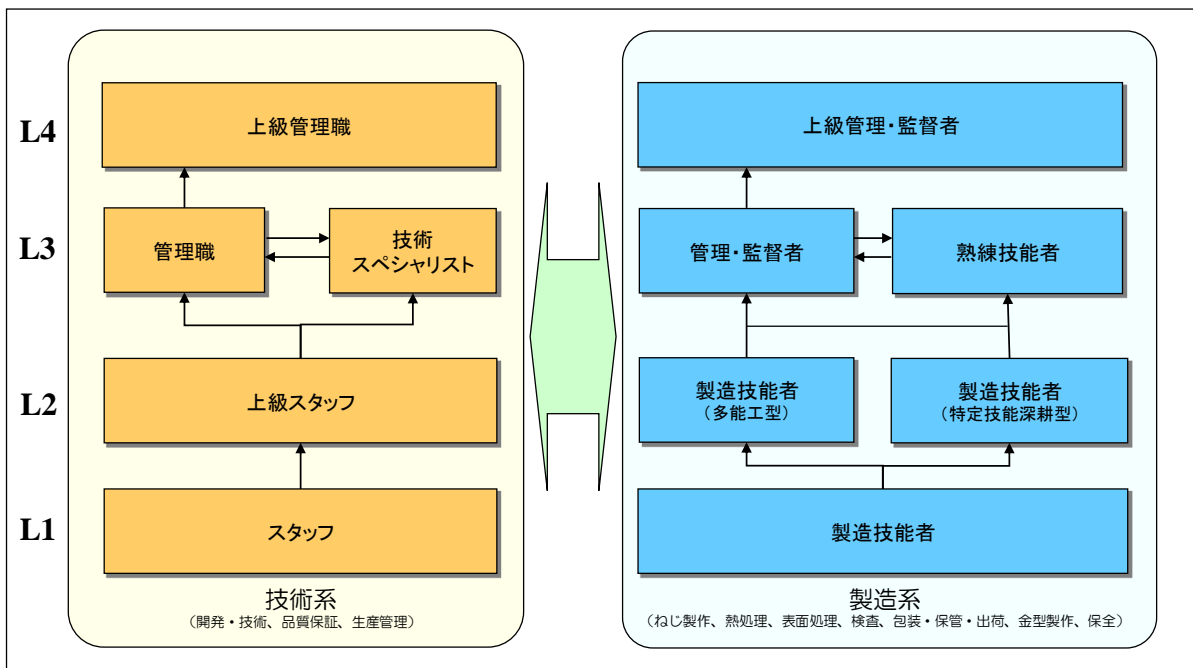 L4
上級管理職
上級管理・監督者
L3
管理職
技術
スペシャリスト
管理・監督者
熟練技能者
L2
上級スタッフ
製造技能者
（多能工型）
製造技能者
（特定技能深耕型）
L1
スタッフ
製造技能者
技術系
（開発・技術、品質保証、生産管理）
製造系
（ねじ製作、熱処理、表面処理、検査、包装・保管・出荷、金型製作、保全）